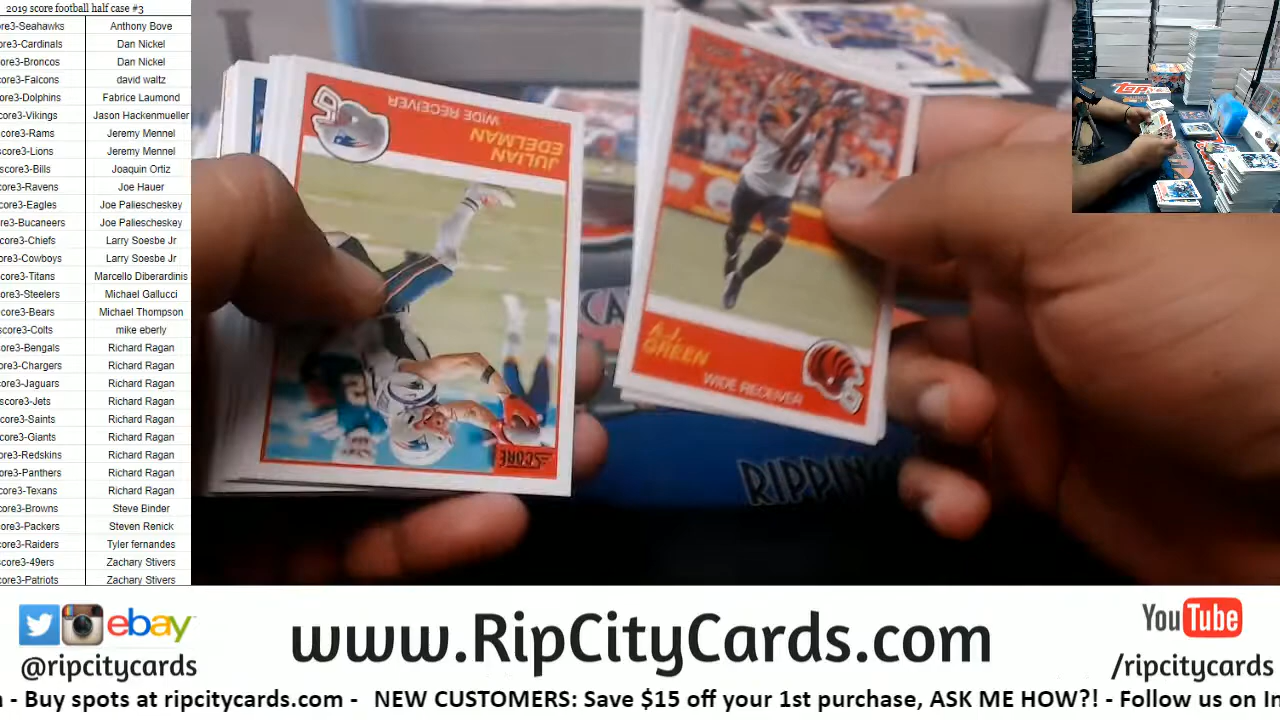 2019 score football half case #3
ore3-Seahawks Anthony Bove
core3-Cardinals Dan Nickel
core3-Broncos Dan Nickel
core3-Falcons david waltz
core3-Dolphins Fabrice Laumond
core3-Vikings Jason Hackenmueller
score3-Rams Jeremy Mennel
score3-Lions Jeremy Mennel
score3-Bills Joaquin Ortiz
core3-Ravens Joe Hauer
core3-Eagles Joe Paliescheskey
re3-Bucaneers Joe Paliescheskey
core3-Chiefs Larry Soesbe Jr
ore3-Cowboys Larry Soesbe Jr
core3-Titans Marcello Diberardinis
ore3-Steelers Michael Gallucci
core3-Bears Michael Thompson
score3-Colts mike eberly
ore3-Bengals Richard Ragan
re3-Chargers Richard Ragan
ore3-Jaguars Richard Ragan
score3-Jets Richard Ragan
core3-Saints Richard Ragan
core3-Giants Richard Ragan
re3-Redskins Richard Ragan
re3-Panthers Richard Ragan
core3-Texans Richard Ragan
core3-Browns Steve Binder
ore3-Packers Steven Renick
core3-Raiders Tyler fernandes
core3-49ers Zachary Stivers
core3-Patriots Zachary Stivers
WIDE RECEIVER
JULIAN
EDELMAN
SCORE
A.J.
GREEN
WIDE RECEIVER
CA
RIPPIN
ebay
@ripcitycards
www.RipCityCards.com
YouTube
/ripcitycards
n - Buy spots at ripcitycards.com - NEW CUSTOMERS: Save $15 off your 1st purchase, ASK ME HOW?! - Follow us on In